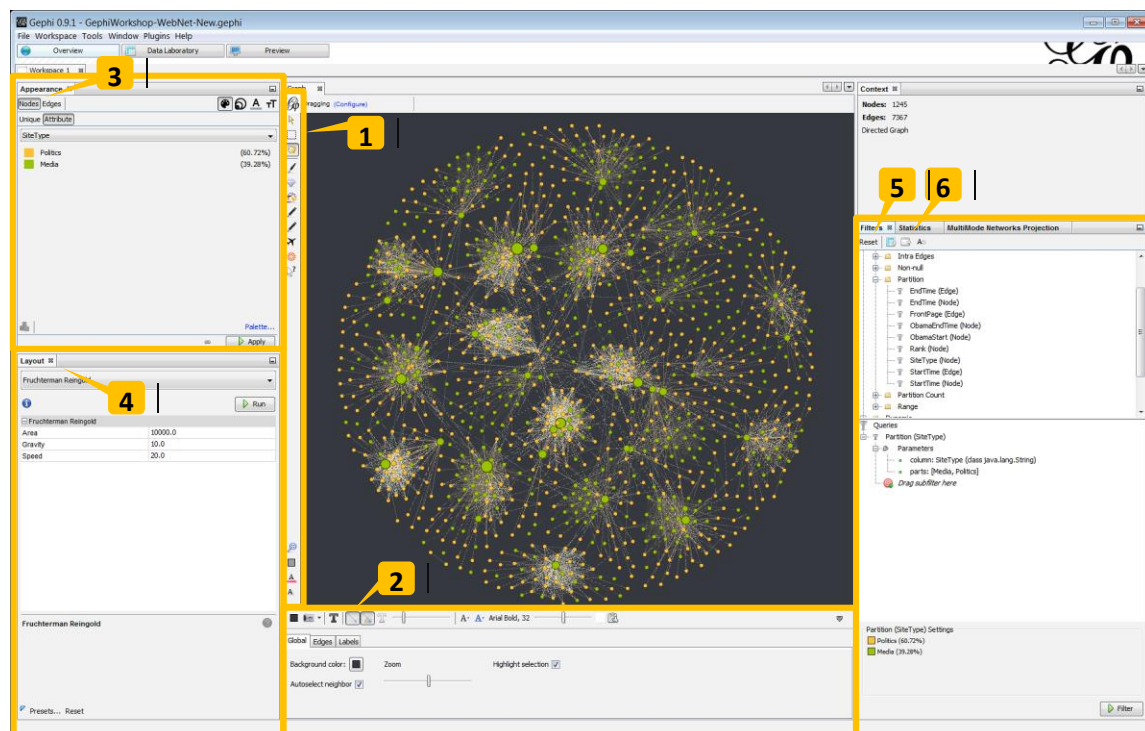 Gephi 0.9.1 - GephiWorkshop-WebNet-New.gephi
File Workspace Tools Window Plugins Help
Overview
Data Laboratory
Preview
Workspace 1
3
Appearance
Nodes Edges
T
Unique Attribute
SiteType
Politics (60.72%)
Media (39.28%)
Palette...
Apply
Layout
4
Fruchterman Reingold
Run
Fruchterman Reingold
Area 10000.0
Gravity 10.0
Speed 20.0
Fruchterman Reingold
Presets... Reset
Graph
Dragging (Configure)
1
2
Arial Bold, 32
Global Edges Labels
Background color: Zoom Highlight selection
Autoselect neighbor
Context
Nodes: 1245
Edges: 7367
Directed Graph
5 6
Filters Statistics MultiMode Networks Projection
Reset
Intra Edges
Non-null
Partition
EndTime (Edge)
EndTime (Node)
FrontPage (Edge)
ObamaEndTime (Node)
ObamaStart (Node)
Rank (Node)
SiteType (Node)
StartTime (Edge)
StartTime (Node)
Partition Count
Range
Queries
Partition (SiteType)
Parameters
column: SiteType (class java.lang.String)
parts: [Media, Politics]
Drag subfilter here
Partition (SiteType) Settings
Politics (60.72%)
Media (39.28%)
Filter